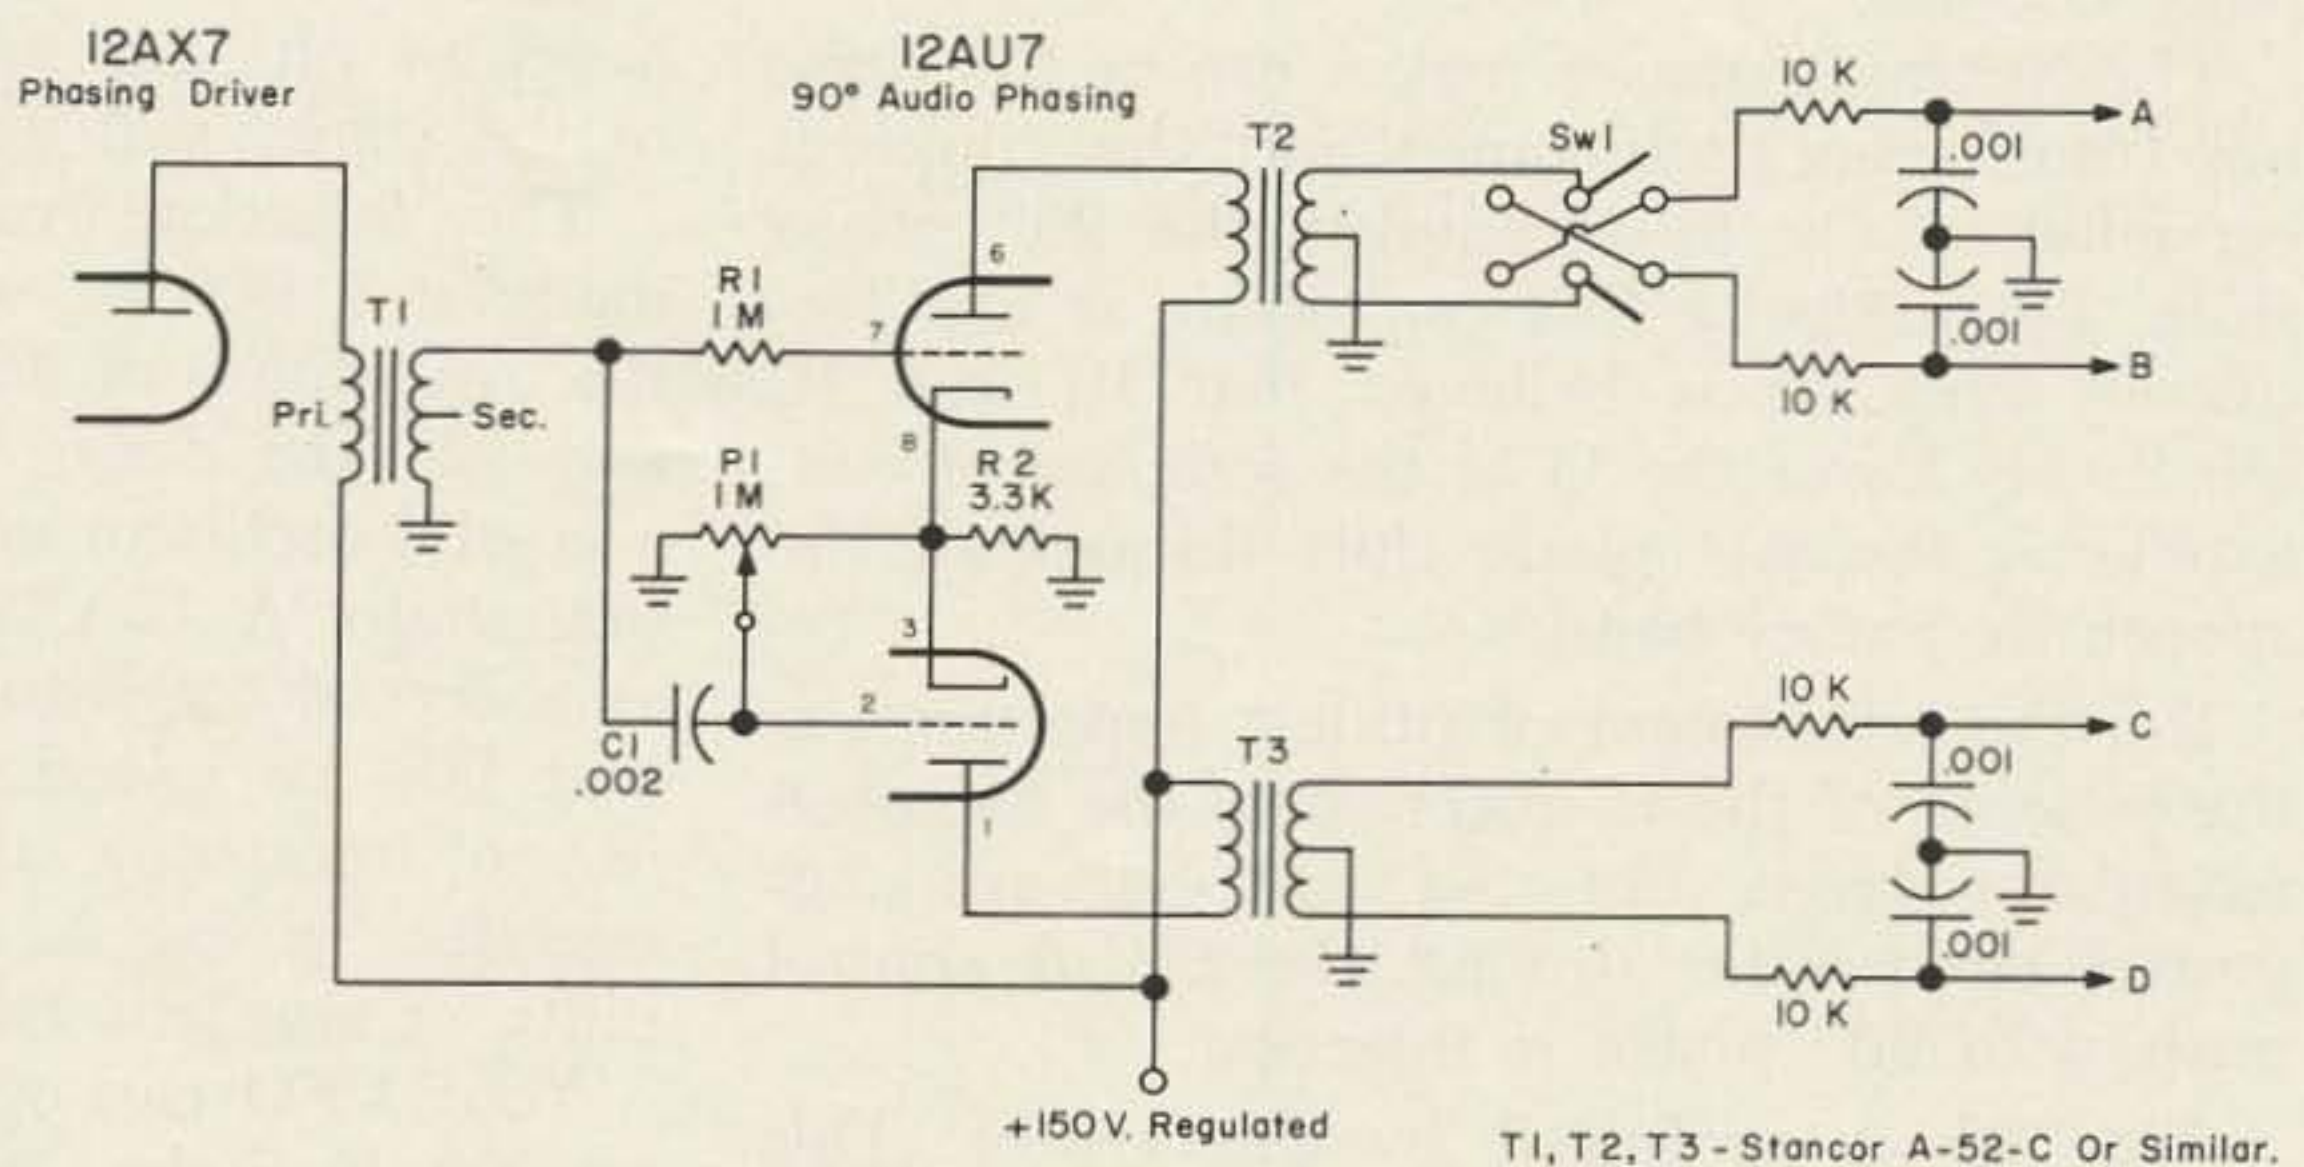 12AX7
Phasing Driver
12AU7
90° Audio Phasing
T1
Pri.
Sec.
R1
1M
P1
1M
R2
3.3K
C1
.002
7
6
8
3
2
1
T2
Sw1
10 K
.001
A
.001
10 K
B
T3
10 K
.001
C
.001
10 K
D
+150V. Regulated
T1, T2, T3 - Stancor A-52-C Or Similar.